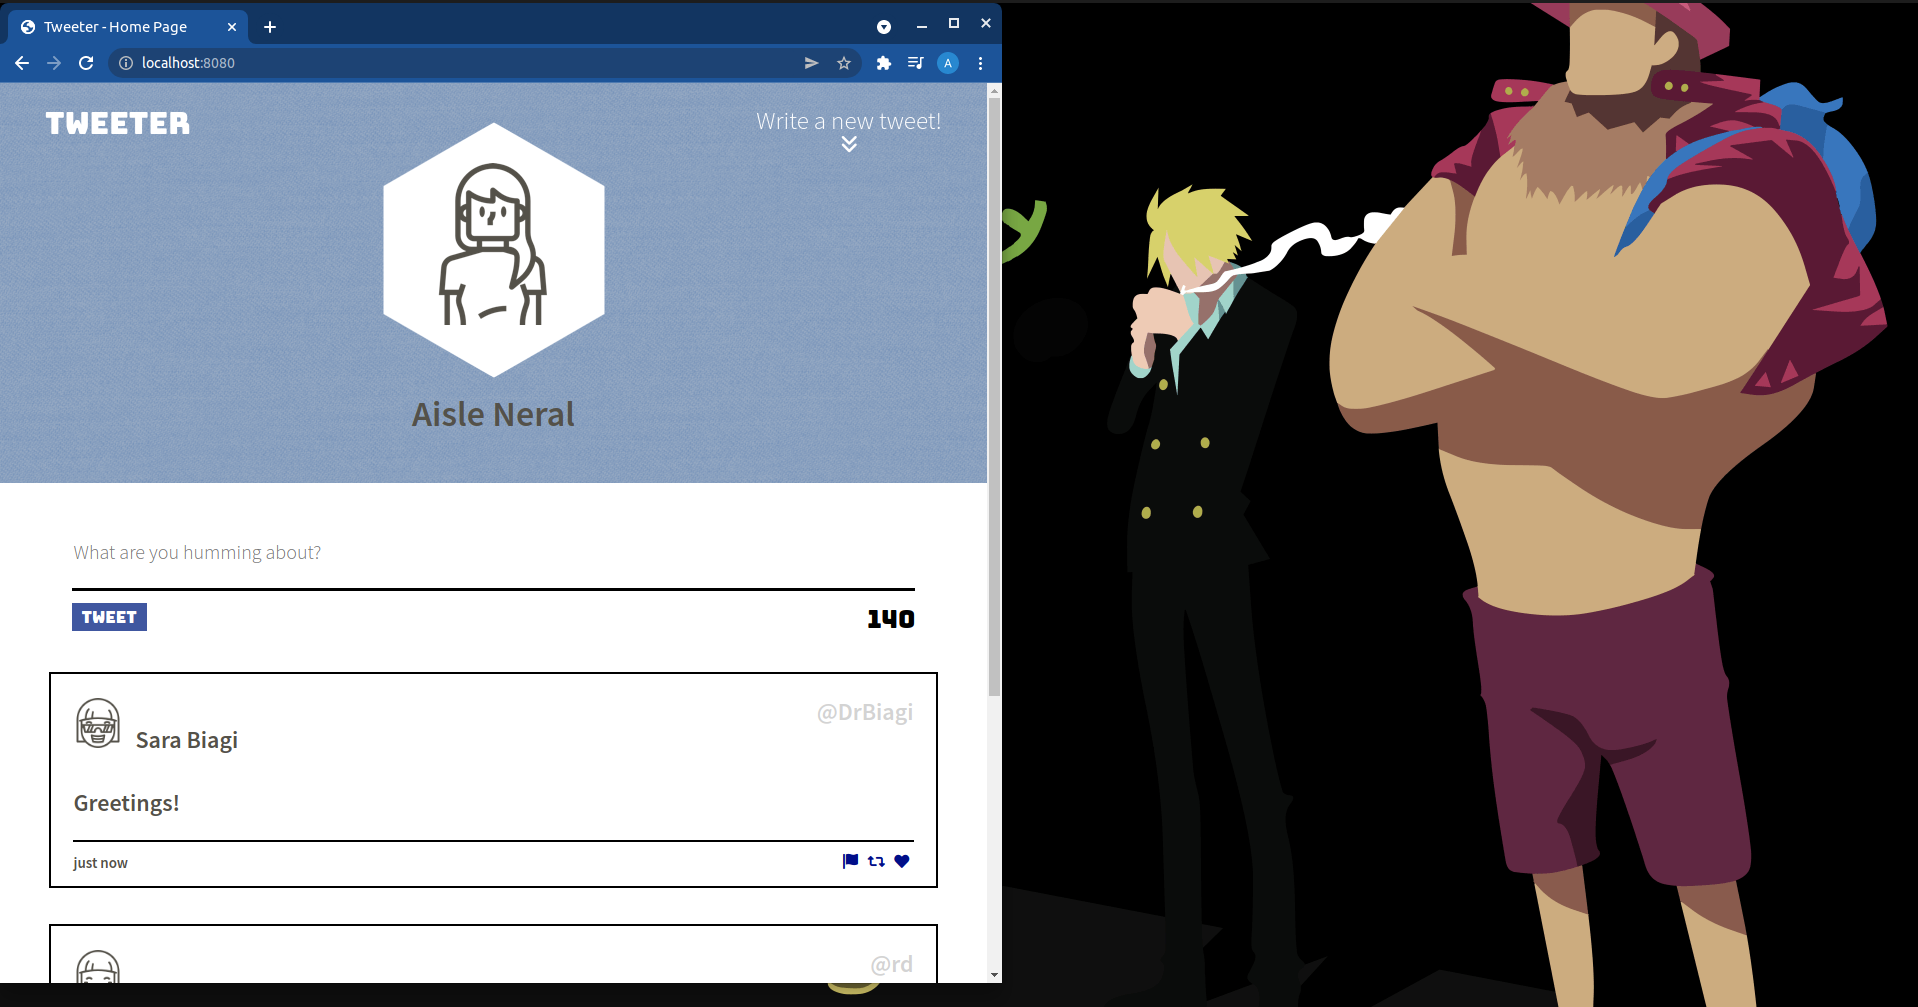 Tweeter - Home Page
localhost:8080
A
TWEETER
Write a new tweet!
Aisle Neral
What are you humming about?
TWEET
140
@DrBiagi
Sara Biagi
Greetings!
just now
@rd